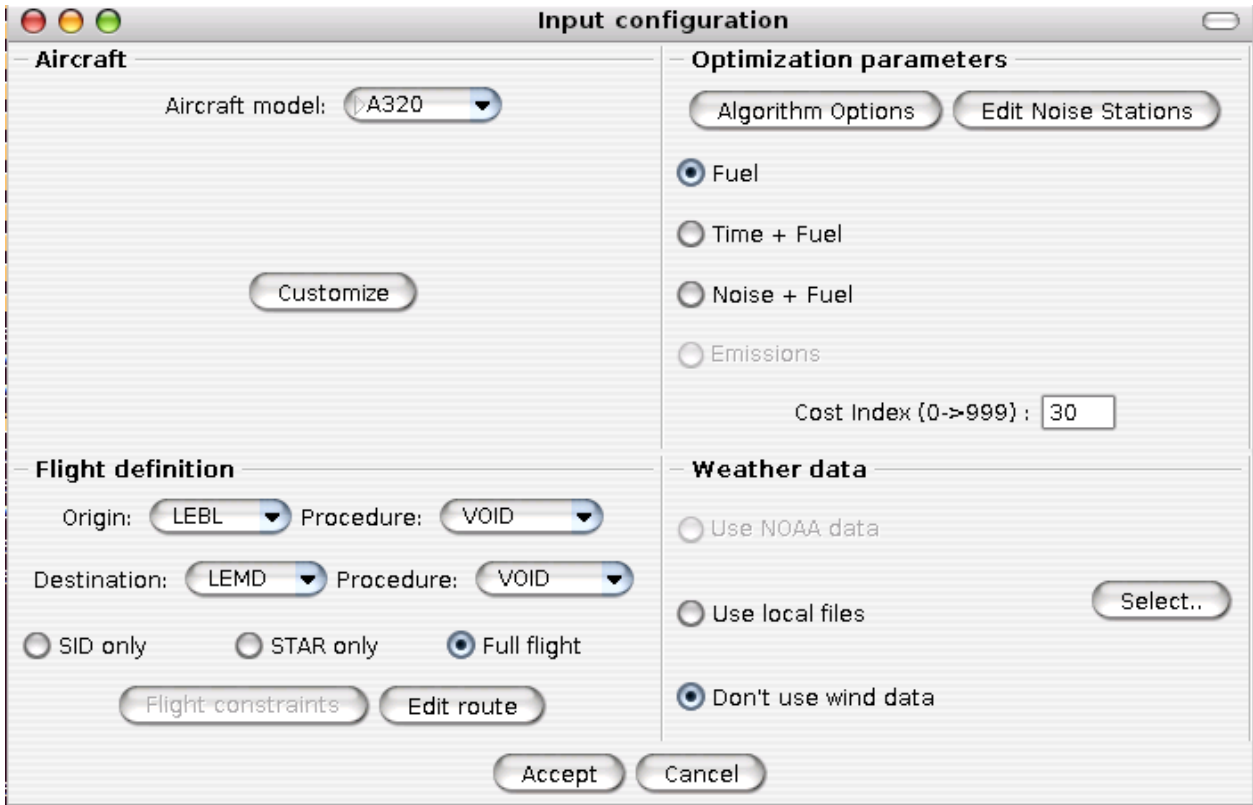 Input configuration
Aircraft
Aircraft model: A320
Customize
Optimization parameters
Algorithm Options Edit Noise Stations
Fuel
Time + Fuel
Noise + Fuel
Emissions
Cost Index (0->999) : 30
Flight definition
Origin: LEBL Procedure: VOID
Destination: LEMD Procedure: VOID
SID only STAR only Full flight
Flight constraints Edit route
Weather data
Use NOAA data
Use local files Select..
Don't use wind data
Accept Cancel